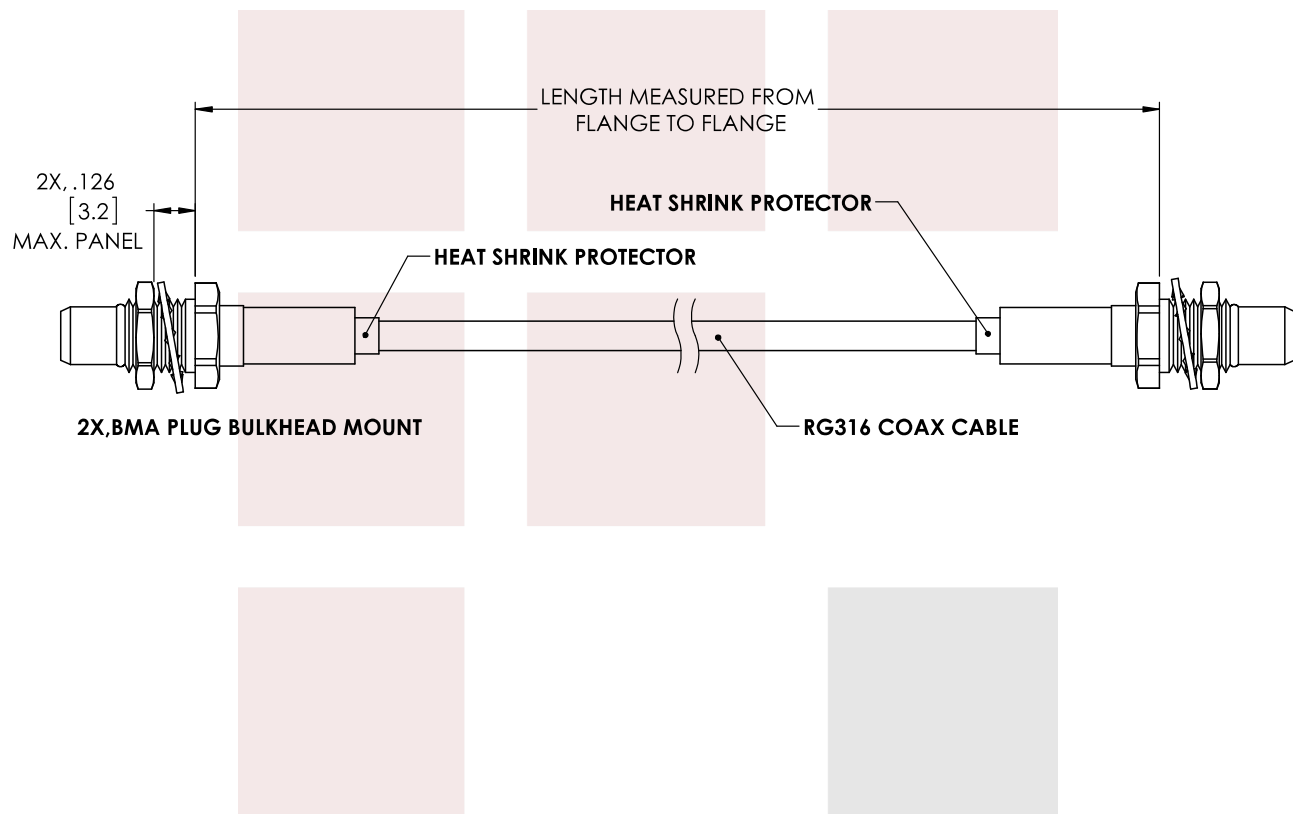 LENGTH MEASURED FROM
FLANGE TO FLANGE
2X, .126
[3.2]
MAX. PANEL
HEAT SHRINK PROTECTOR
HEAT SHRINK PROTECTOR
2X,BMA PLUG BULKHEAD MOUNT
RG316 COAX CABLE